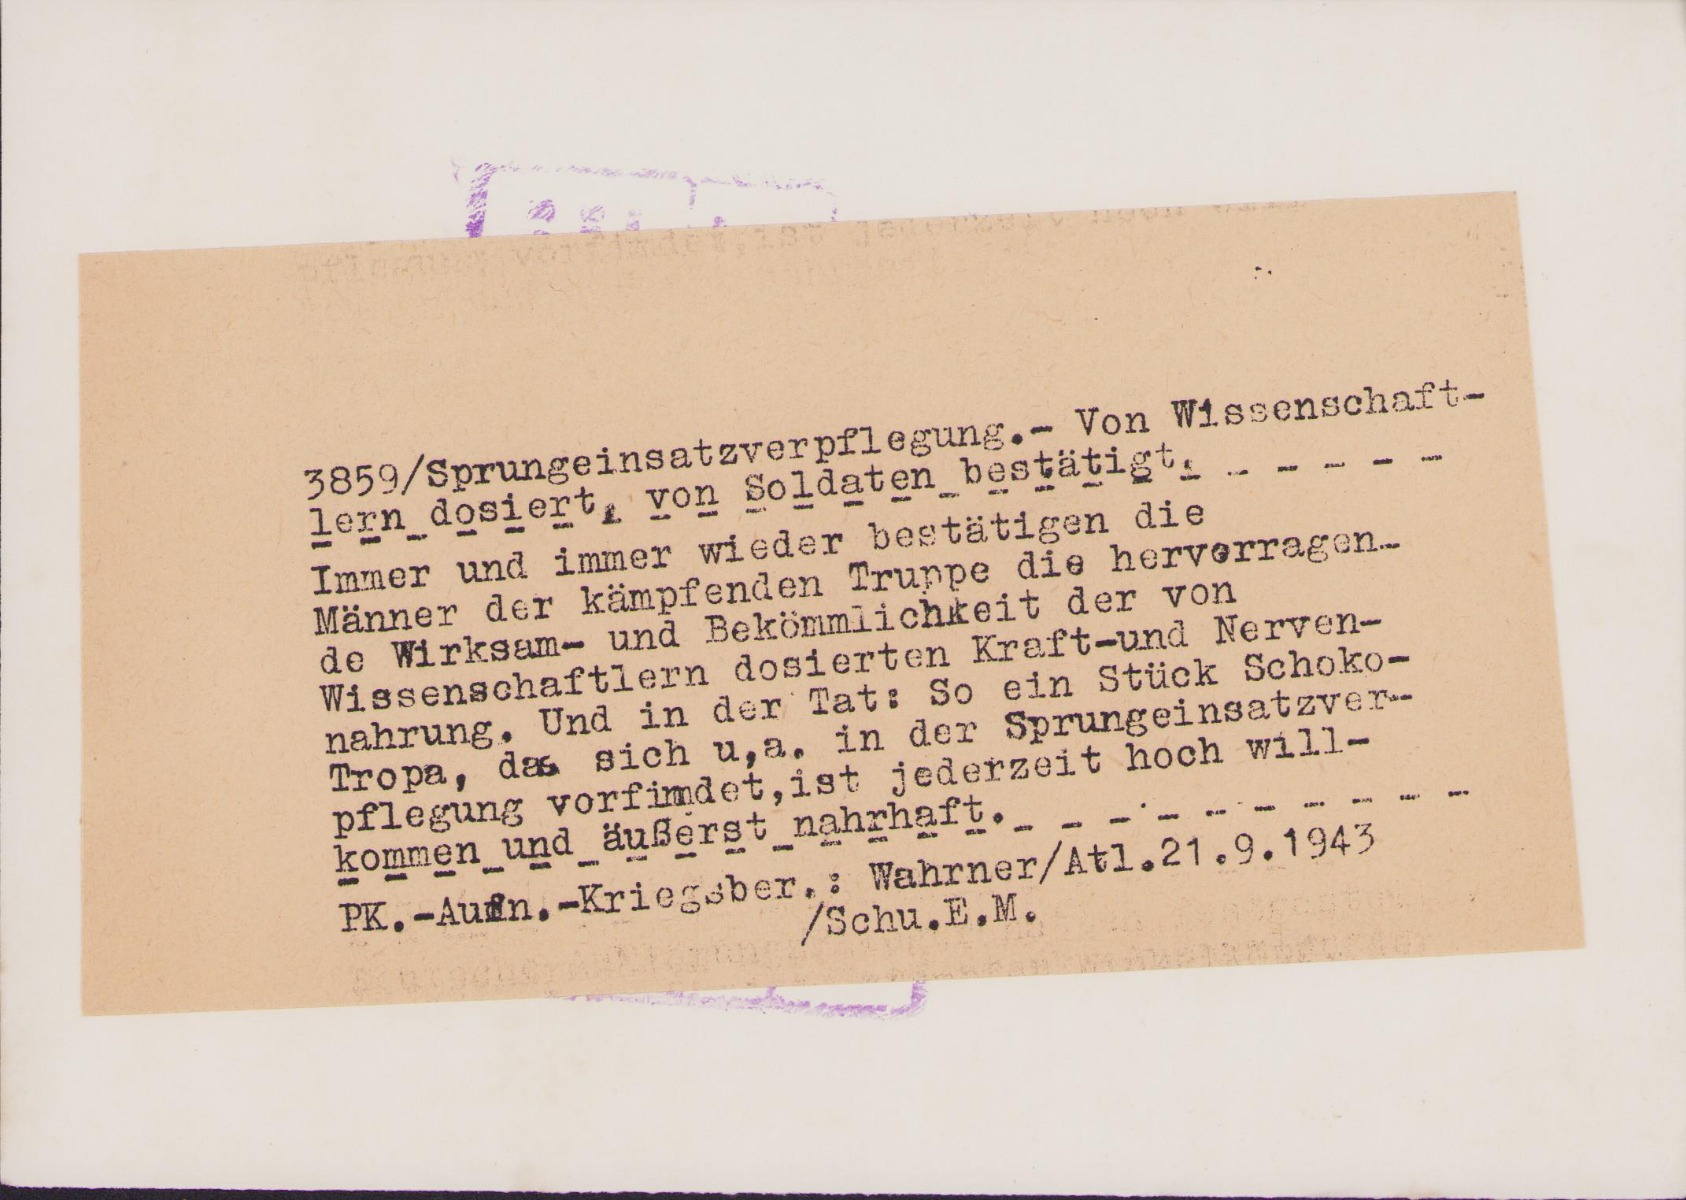 3859/Sprungeinsatzverpflegung.- Von Wissenschaft-
lern dosiert, von Soldaten bestätigt.
Immer und immer wieder bestätigen die
Männer der kämpfenden Truppe die hervorragen-
de Wirksam- und Bekömmlichkeit der von
Wissenschaftlern dosierten Kraft-und Nerven-
nahrung. Und in der Tat: So ein Stück Schoko-
Tropa, das sich u,a. in der Sprungeinsatzver-
pflegung vorfindet,ist jederzeit hoch will-
kommen und äußerst nahrhaft.
PK.-Aufn.-Kriegsber.: Wahrner/Atl.21.9.1943
/Schu.E.M.